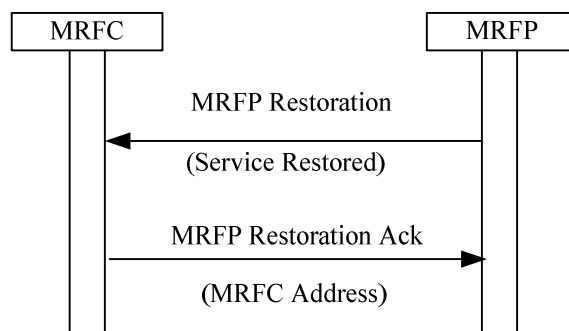 MRFC
MRFP
MRFP Restoration
(Service Restored)
MRFP Restoration Ack
(MRFC Address)